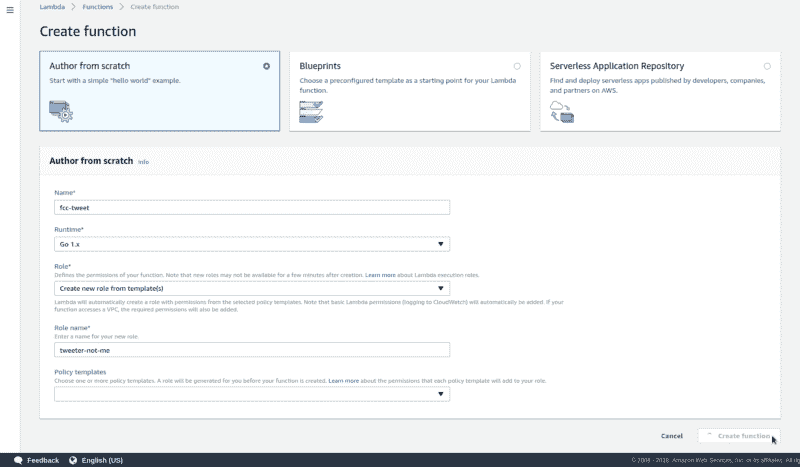 Lambda > Functions > Create function
Create function
Author from scratch
Start with a simple "hello world" example.
Blueprints
Choose a preconfigured template as a starting point for your Lambda
function.
Serverless Application Repository
Find and deploy serverless apps published by developers, companies,
and partners on AWS.
Author from scratch Info
Name*
fcc-tweet
Runtime*
Go 1.x
Role*
Defines the permissions of your function. Note that new roles may not be available for a few minutes after creation. Learn more about Lambda execution roles.
Create new role from template(s)
Lambda will automatically create a role with permissions from the selected policy templates. Note that basic Lambda permissions (logging to CloudWatch) will automatically be added. If your
function accesses a VPC, the required permissions will also be added.
Role name*
Enter a name for your new role.
tweeter-not-me
Policy templates
Choose one or more policy templates. A role will be generated for you before your function is created. Learn more about the permissions that each policy template will add to your role.
Cancel
Create function
Feedback
English (US)
© 2008 - 2018, Amazon Web Services, Inc. or its affiliates. All